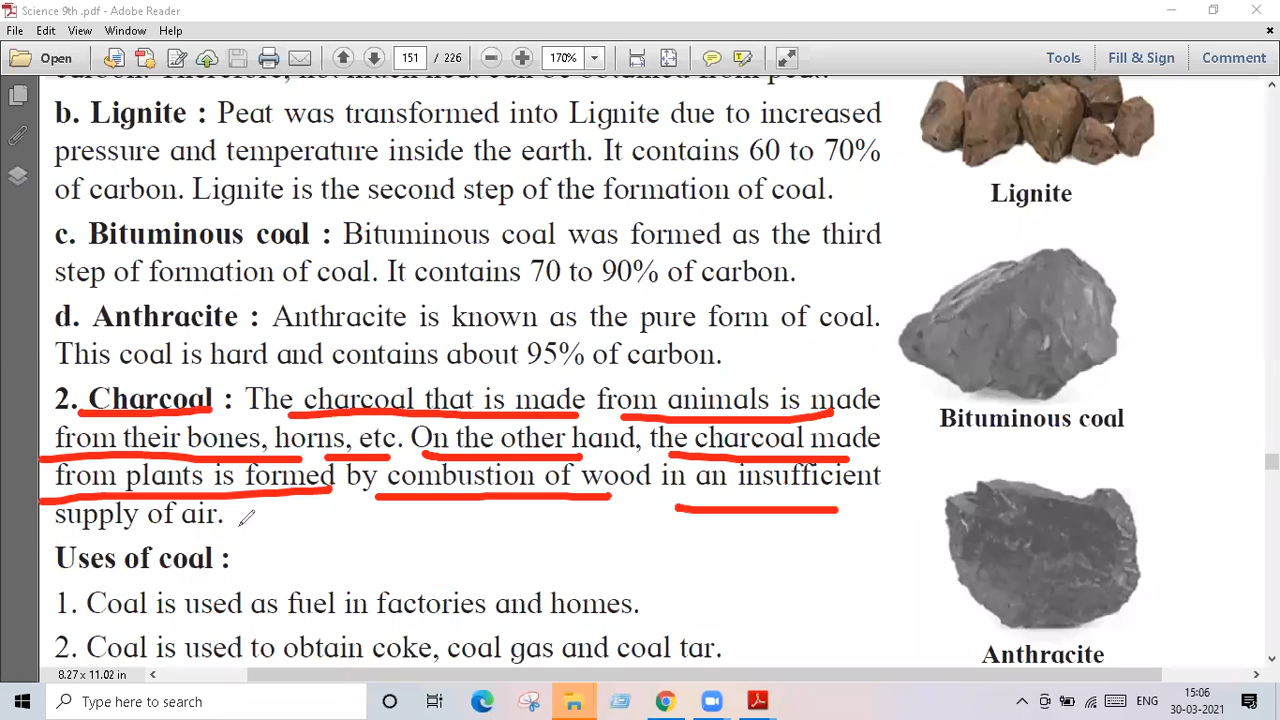 Science 9th .pdf - Adobe Reader
File Edit View Window Help
Open 151 / 226 170% Tools Fill & Sign Comment
b. Lignite : Peat was transformed into Lignite due to increased
pressure and temperature inside the earth. It contains 60 to 70%
of carbon. Lignite is the second step of the formation of coal.
Lignite
c. Bituminous coal : Bituminous coal was formed as the third
step of formation of coal. It contains 70 to 90% of carbon.
d. Anthracite : Anthracite is known as the pure form of coal.
This coal is hard and contains about 95% of carbon.
Bituminous coal
2. Charcoal : The charcoal that is made from animals is made
from their bones, horns, etc. On the other hand, the charcoal made
from plants is formed by combustion of wood in an insufficient
supply of air.
Uses of coal :
1. Coal is used as fuel in factories and homes.
2. Coal is used to obtain coke, coal gas and coal tar.
Anthracite
8.27 x 11.02 in
Type here to search
ENG
15:06
30-03-2021